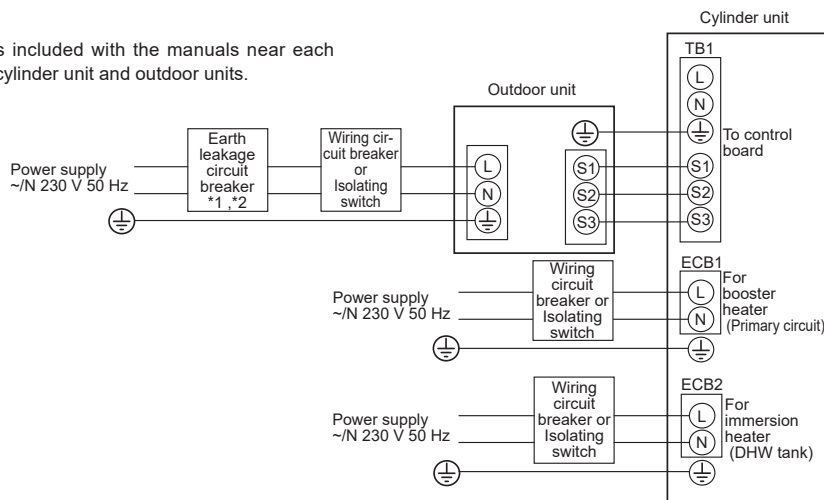 Cylinder unit
s included with the manuals near each
cylinder unit and outdoor units.
TB1
L
N
To control
board
S1
S2
S3
Outdoor unit
S1
S2
S3
L
N
Earth
leakage
circuit
breaker
*1 ,*2
Wiring cir-
cuit breaker
or
Isolating
switch
Power supply
~/N 230 V 50 Hz
ECB1
For
booster
heater
(Primary circuit)
L
N
Wiring
circuit
breaker or
Isolating
switch
Power supply
~/N 230 V 50 Hz
ECB2
For
immersion
heater
(DHW tank)
L
N
Wiring
circuit
breaker or
Isolating
switch
Power supply
~/N 230 V 50 Hz